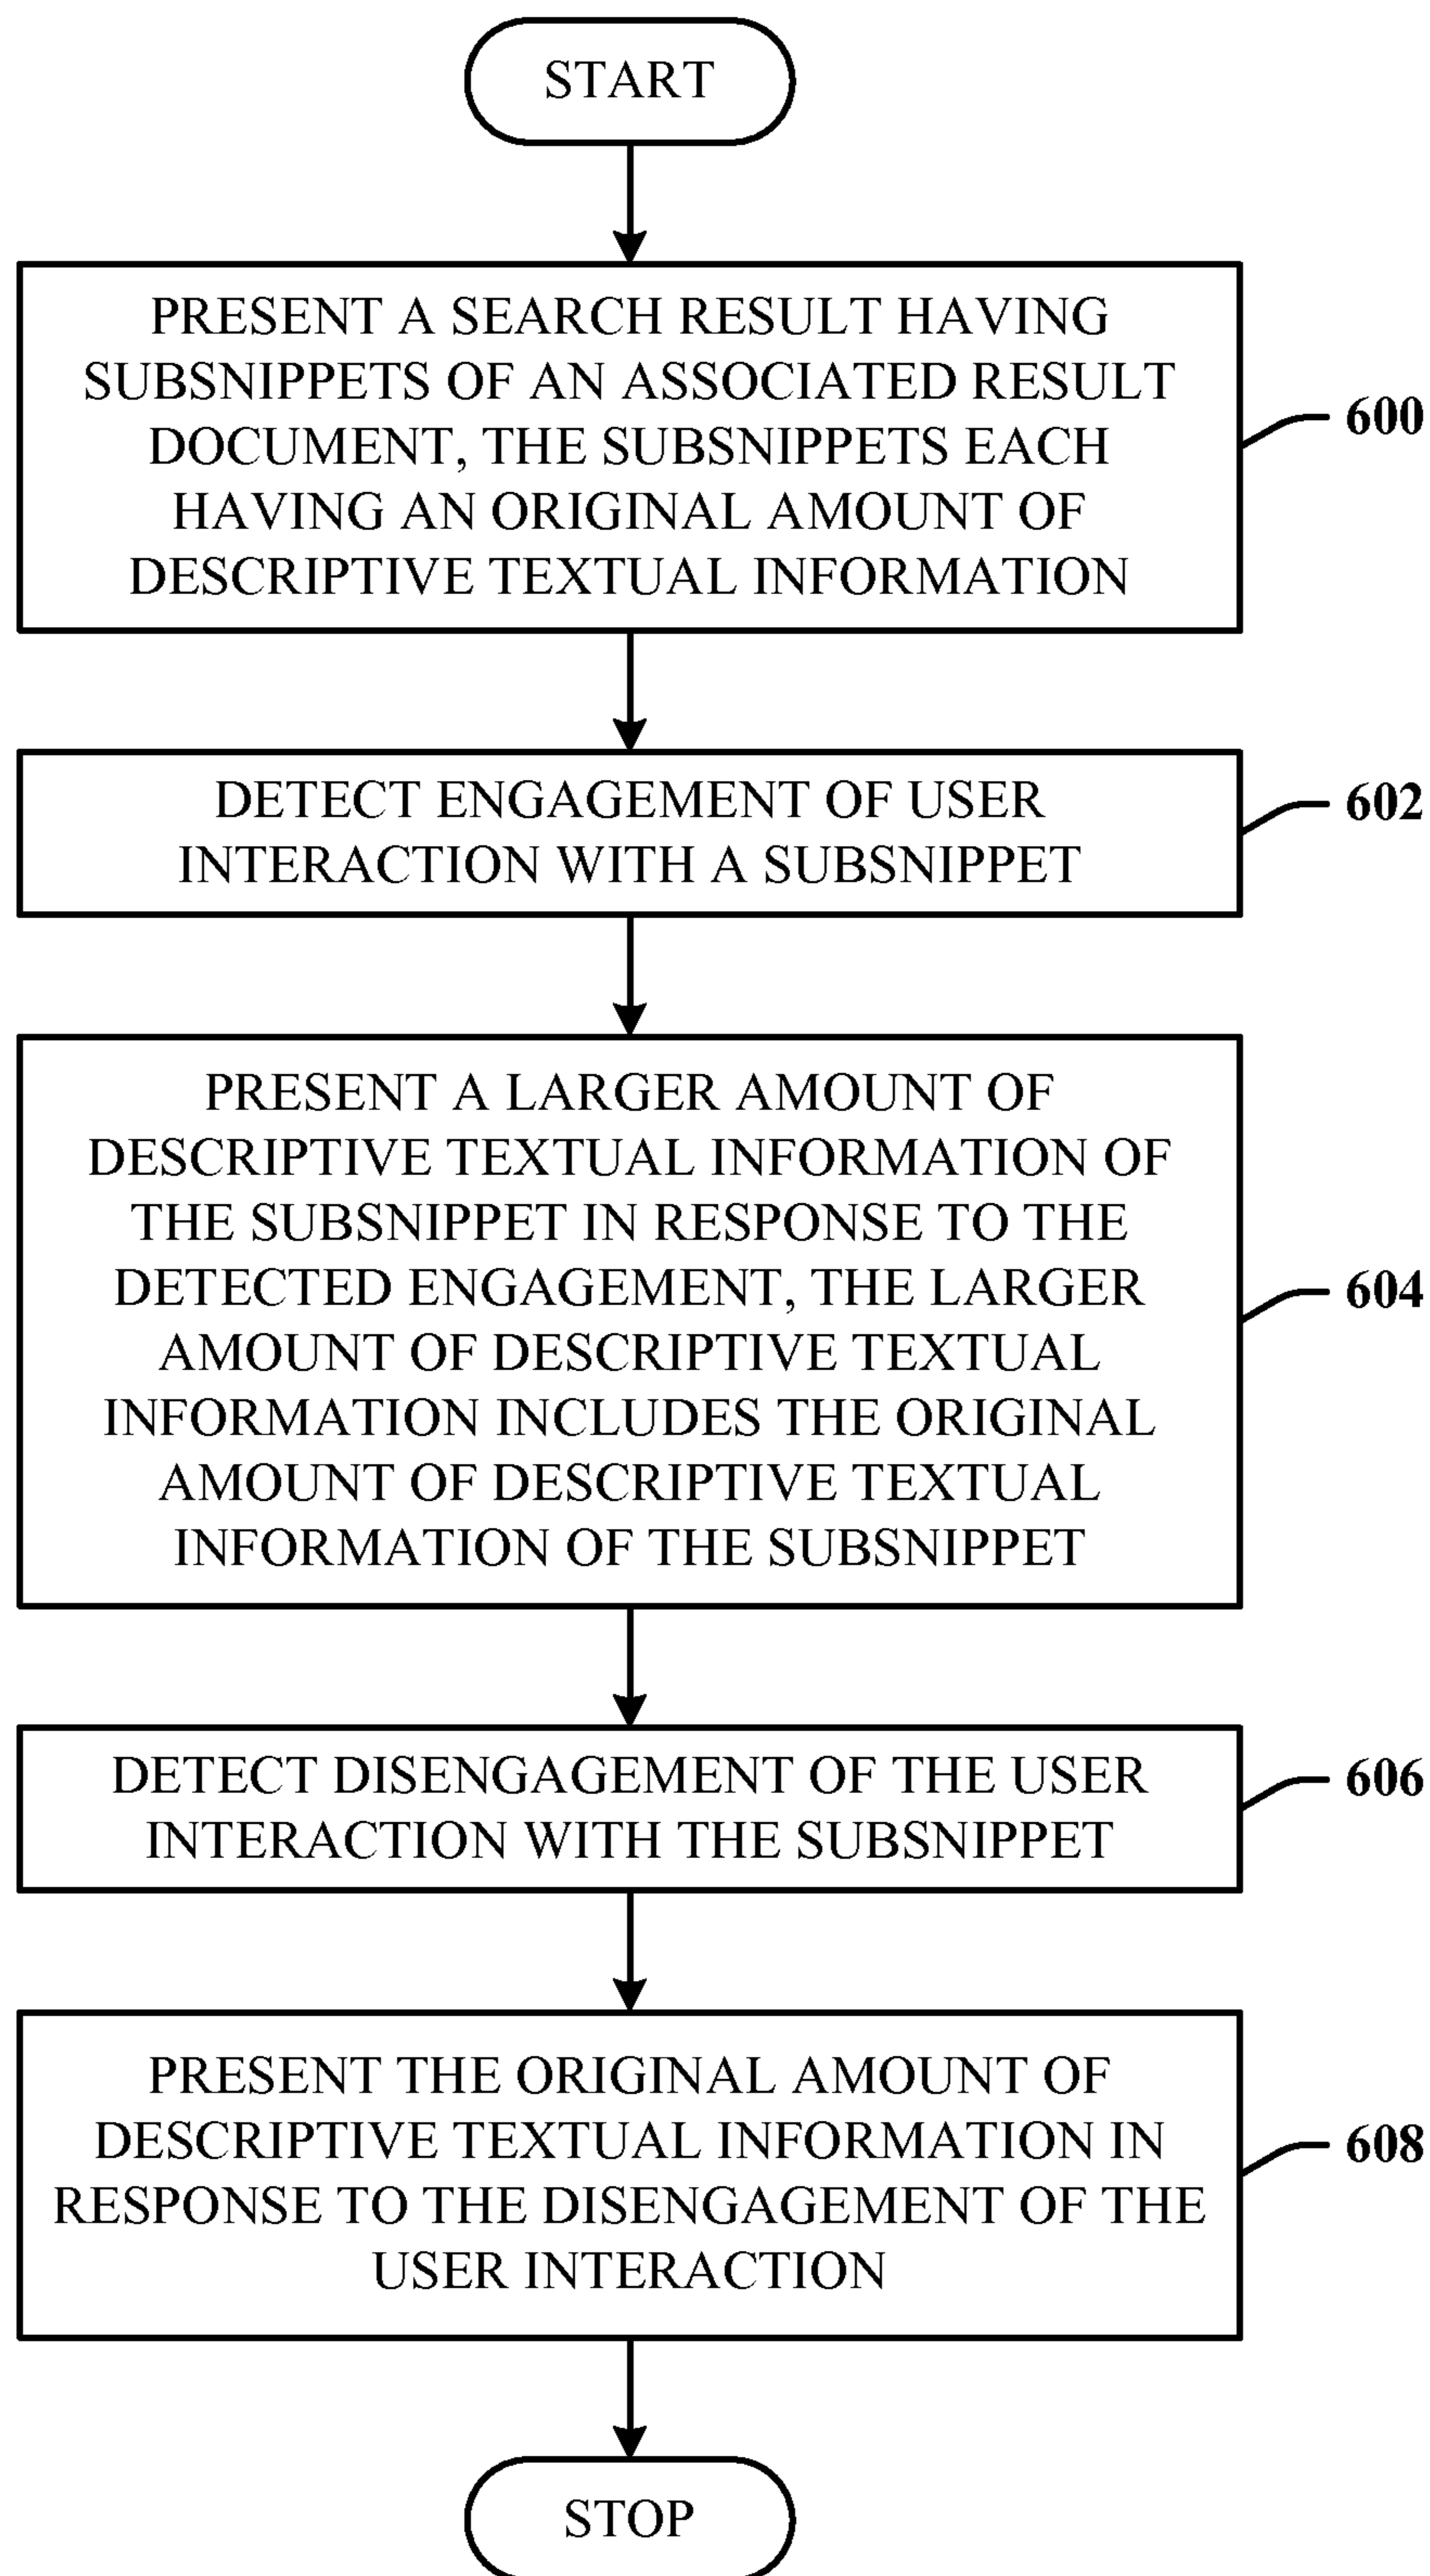 START
PRESENT A SEARCH RESULT HAVING
SUBSNIPPETS OF AN ASSOCIATED RESULT
DOCUMENT, THE SUBSNIPPETS EACH
HAVING AN ORIGINAL AMOUNT OF
DESCRIPTIVE TEXTUAL INFORMATION
600
DETECT ENGAGEMENT OF USER
INTERACTION WITH A SUBSNIPPET
602
PRESENT A LARGER AMOUNT OF
DESCRIPTIVE TEXTUAL INFORMATION OF
THE SUBSNIPPET IN RESPONSE TO THE
DETECTED ENGAGEMENT, THE LARGER
AMOUNT OF DESCRIPTIVE TEXTUAL
INFORMATION INCLUDES THE ORIGINAL
AMOUNT OF DESCRIPTIVE TEXTUAL
INFORMATION OF THE SUBSNIPPET
604
DETECT DISENGAGEMENT OF THE USER
INTERACTION WITH THE SUBSNIPPET
606
PRESENT THE ORIGINAL AMOUNT OF
DESCRIPTIVE TEXTUAL INFORMATION IN
RESPONSE TO THE DISENGAGEMENT OF THE
USER INTERACTION
608
STOP